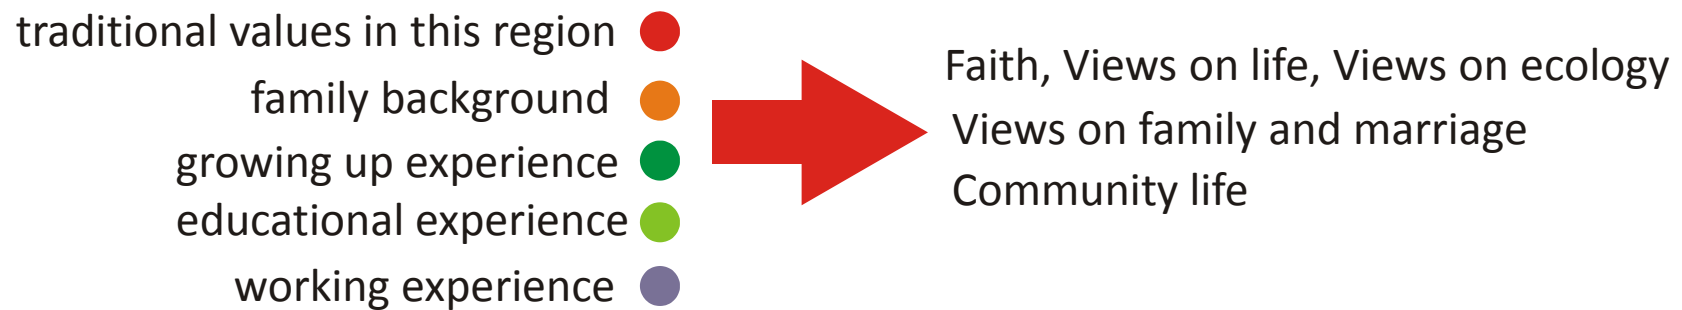 traditional values in this region
family background
growing up experience
educational experience
working experience
Faith, Views on life, Views on ecology
Views on family and marriage
Community life